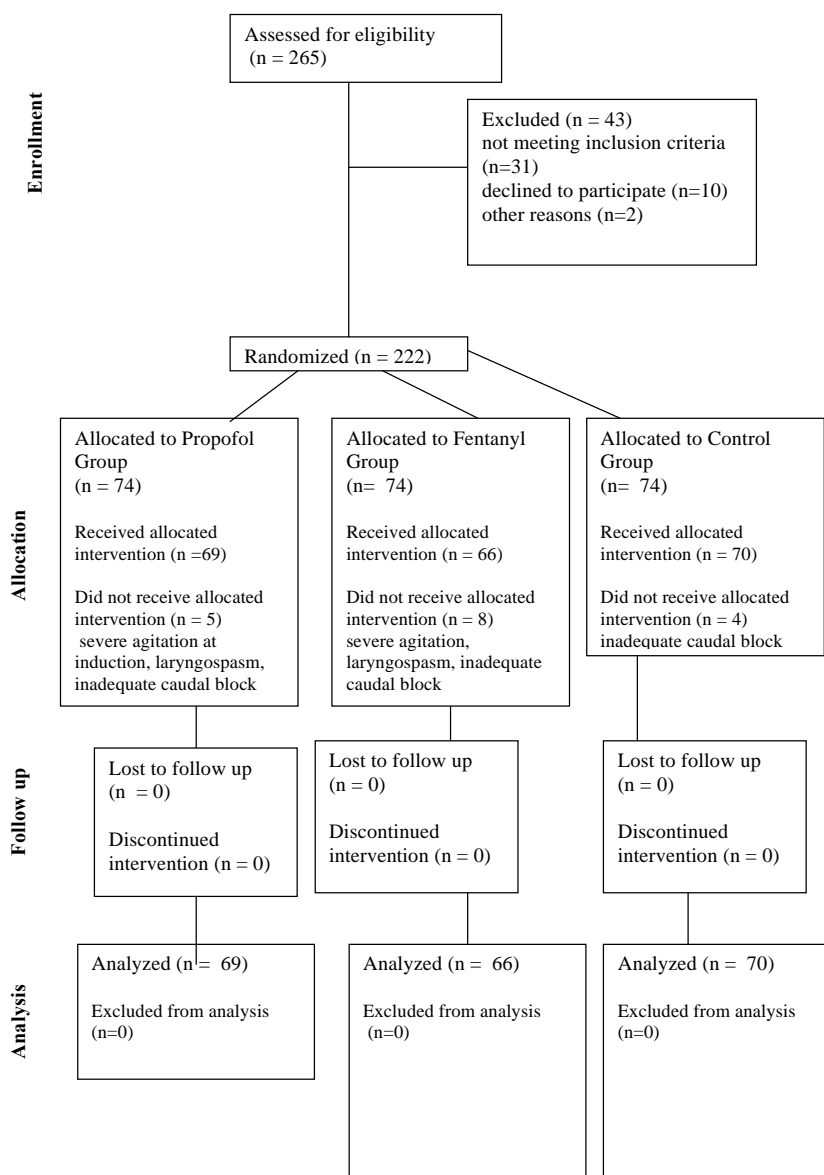 Assessed for eligibility
(n = 265)
Enrollment
Excluded (n = 43)
not meeting inclusion criteria
(n=31)
declined to participate (n=10)
other reasons (n=2)
Randomized (n = 222)
Allocation
Allocated to Propofol
Group
(n = 74)
Received allocated
intervention (n =69)
Did not receive allocated
intervention (n = 5)
severe agitation at
induction, laryngospasm,
inadequate caudal block
Allocated to Fentanyl
Group
(n= 74)
Received allocated
intervention (n = 66)
Did not receive allocated
intervention (n = 8)
severe agitation,
laryngospasm, inadequate
caudal block
Allocated to Control
Group
(n= 74)
Received allocated
intervention (n = 70)
Did not receive allocated
intervention (n = 4)
inadequate caudal block
Follow up
Lost to follow up
(n = 0)
Discontinued
intervention (n = 0)
Lost to follow up
(n = 0)
Discontinued
intervention (n = 0)
Lost to follow up
(n = 0)
Discontinued
intervention (n = 0)
Analysis
Analyzed (n = 69)
Excluded from analysis
(n=0)
Analyzed (n = 66)
Excluded from analysis
(n=0)
Analyzed (n = 70)
Excluded from analysis
(n=0)